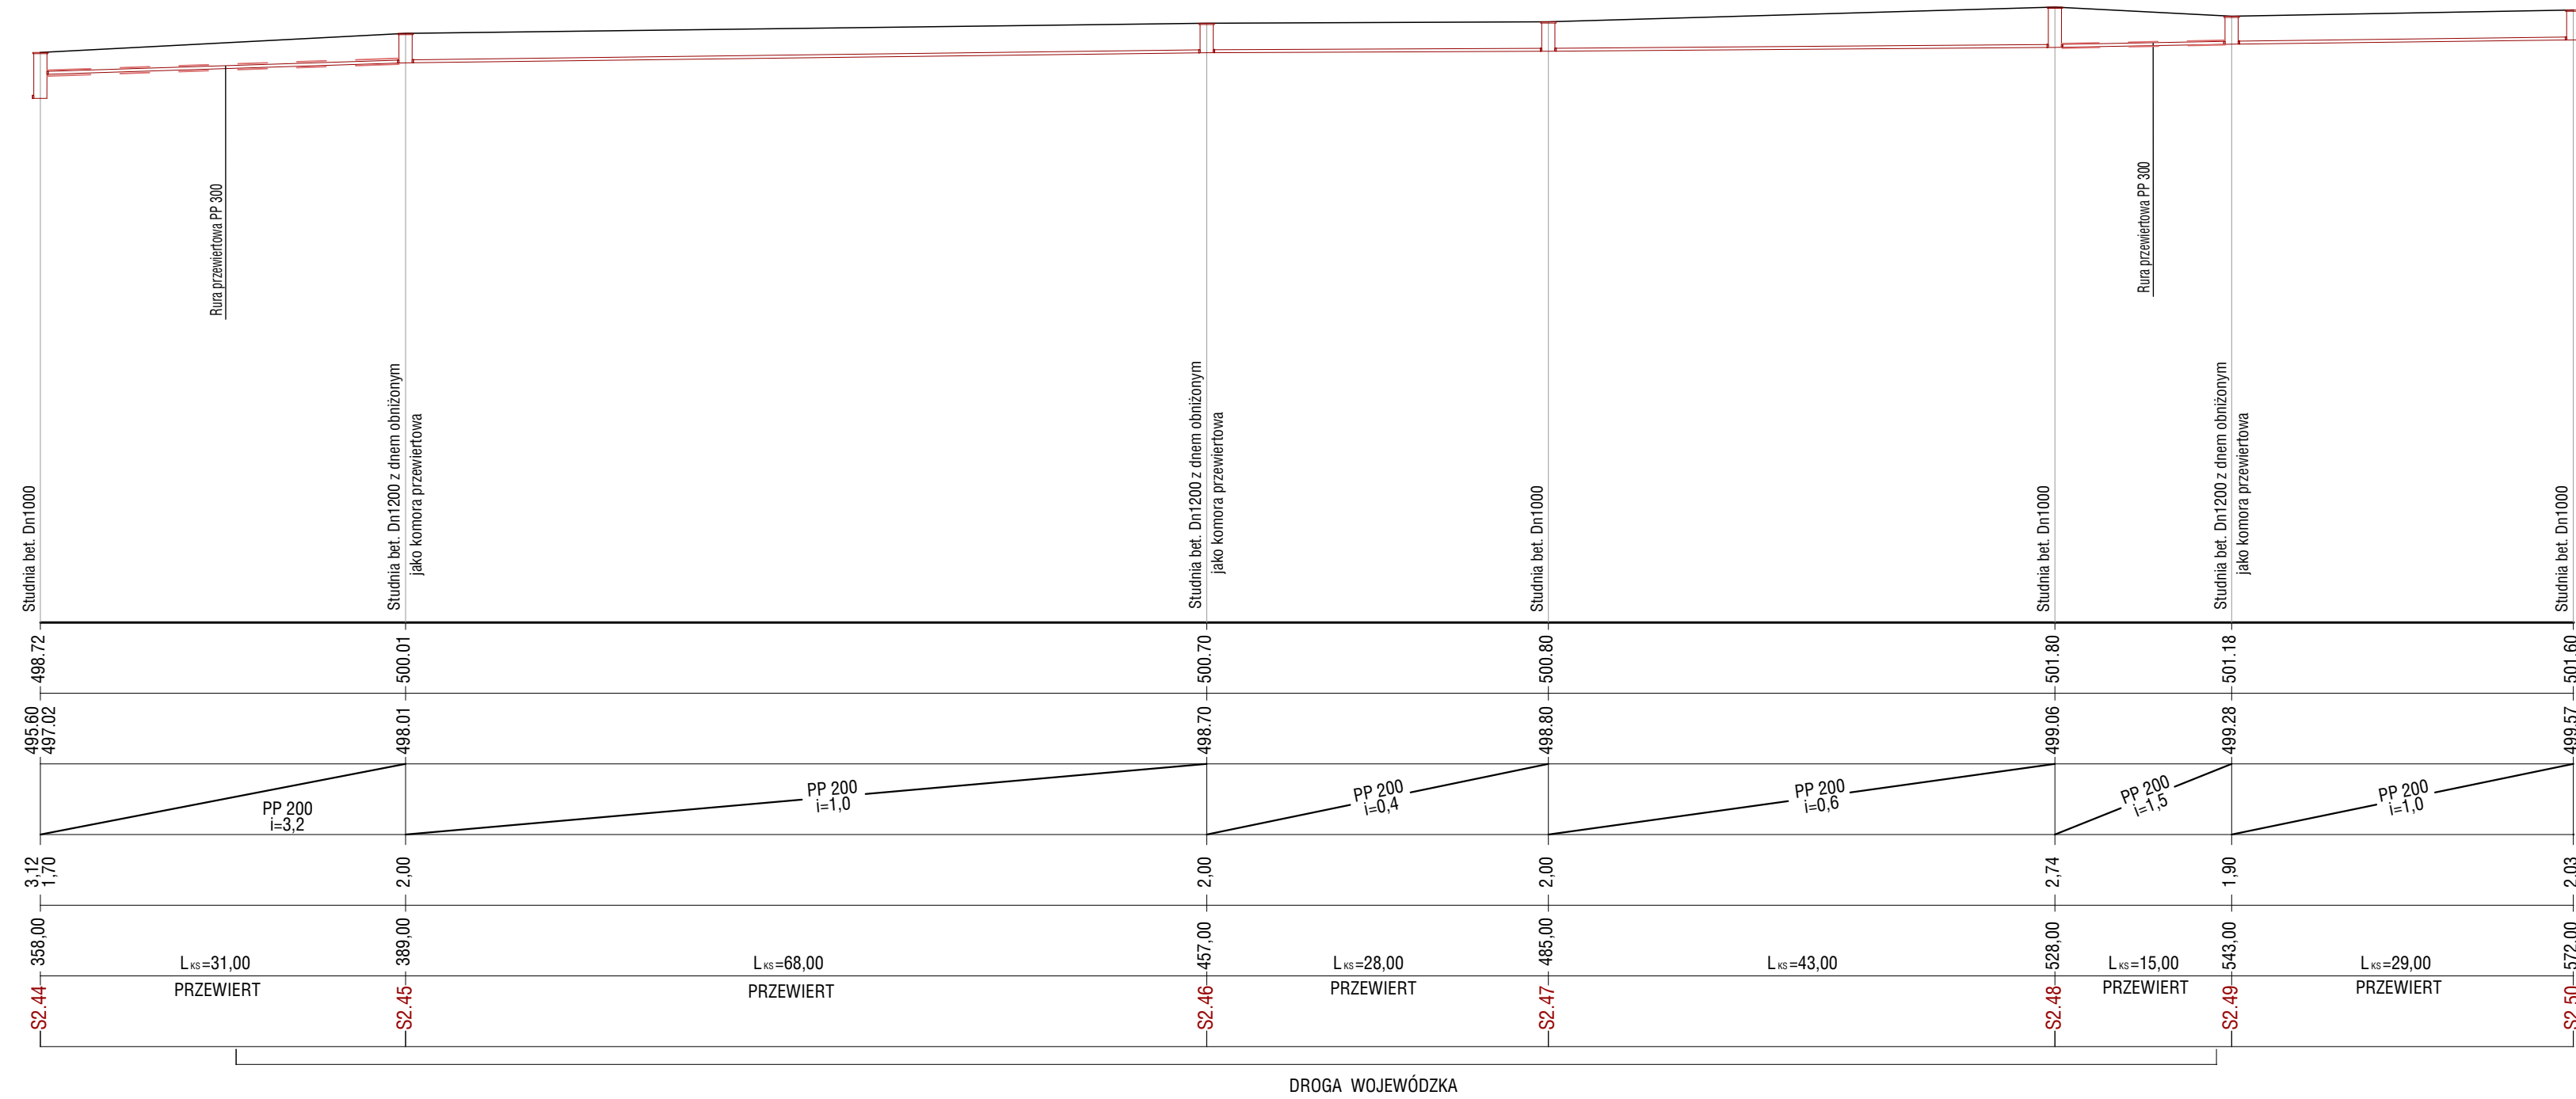 Rura przewiertowa PP 300
Rura przewiertowa PP 300
Studnia bet. Dn1000
Studnia bet. Dn1200 z dnem obniżonym
jako komora przewiertowa
Studnia bet. Dn1200 z dnem obniżonym
jako komora przewiertowa
Studnia bet. Dn1000
Studnia bet. Dn1000
Studnia bet. Dn1200 z dnem obniżonym
jako komora przewiertowa
Studnia bet. Dn1000
498.72
500.01
500.70
500.80
501.80
501.18
501.60
495.60
497.02
498.01
498.70
498.80
499.06
499.28
499.57
PP 200
i=3,2
PP 200
i=1,0
PP 200
i=0,4
PP 200
i=0,6
PP 200
i=1,5
PP 200
i=1,0
3,12
1,70
2,00
2,00
2,00
2,74
1,90
2.03
358,00
LKS=31,00
389,00
LKS=68,00
457,00
LKS=28,00
485,00
LKS=43,00
528,00
LKS=15,00
543,00
LKS=29,00
572,00
PRZEWIERT
PRZEWIERT
PRZEWIERT
PRZEWIERT
PRZEWIERT
S2.44
S2.45
S2.46
S2.47
S2.48
S2.49
S2.50
DROGA WOJEWÓDZKA